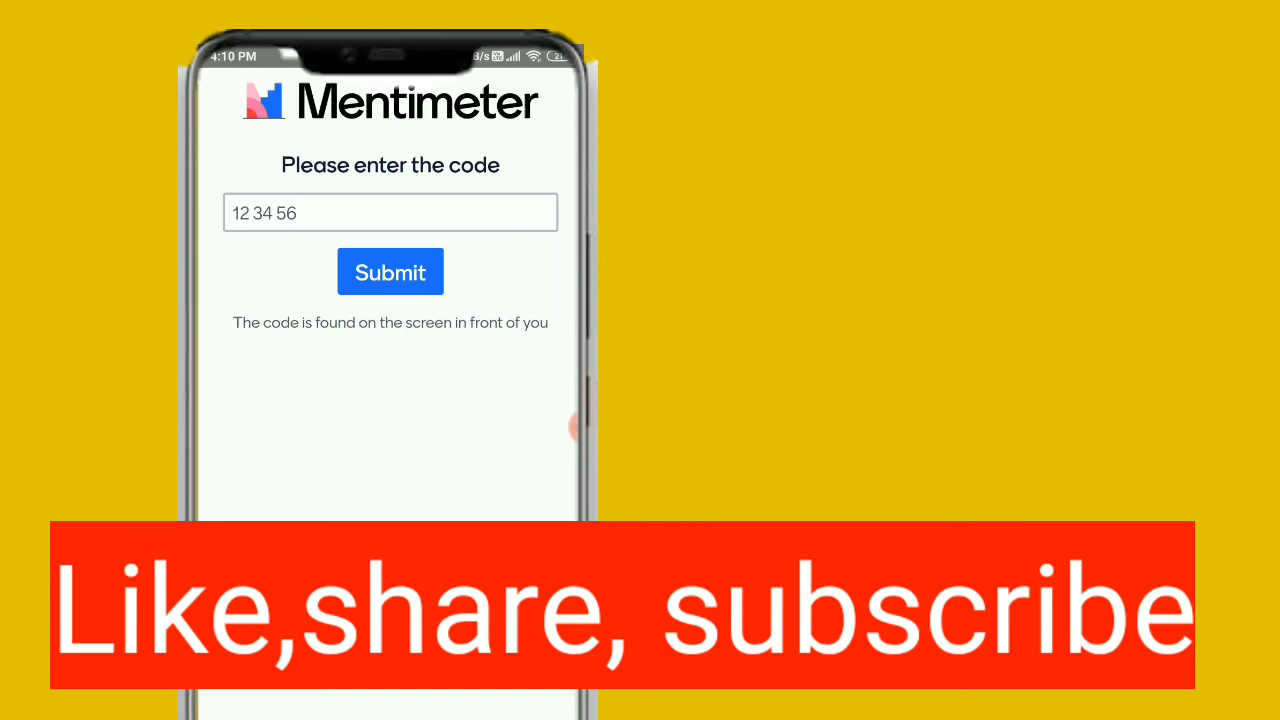 4:10 PM
Mentimeter
Please enter the code
12 34 56
Submit
The code is found on the screen in front of you
Like,share, subscribe